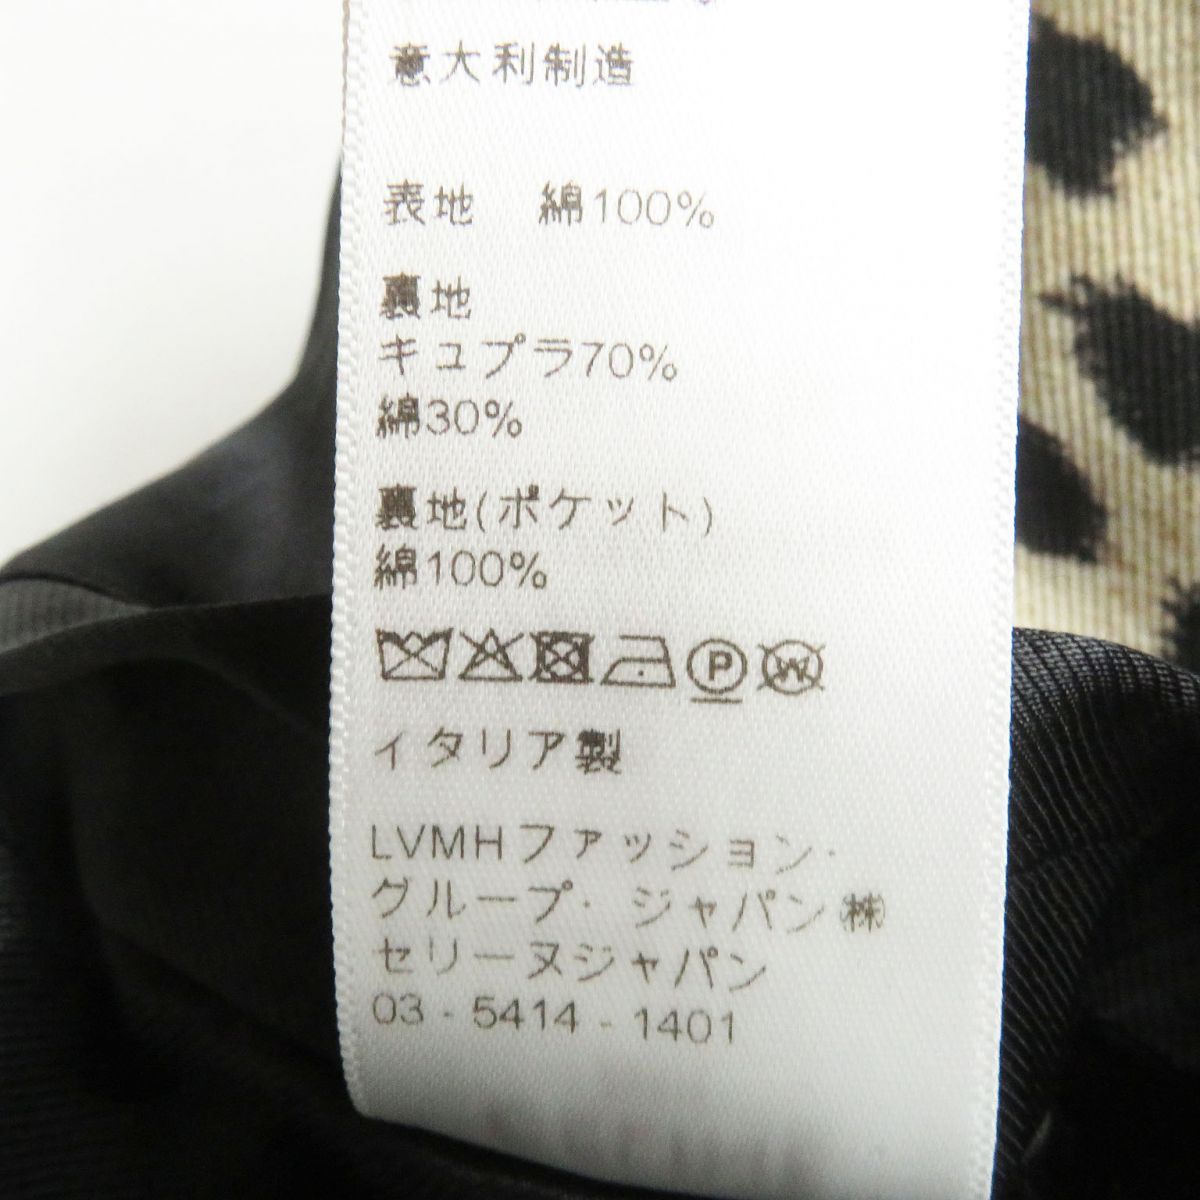 意大利制造
表地　綿100%
裏地
キュプラ70%
綿30%
裏地(ポケット)
綿100%
P W
イタリア製
LVMHファッション・
グループ・ジャパン㈱
セリーヌジャパン
03 - 5414 - 1401